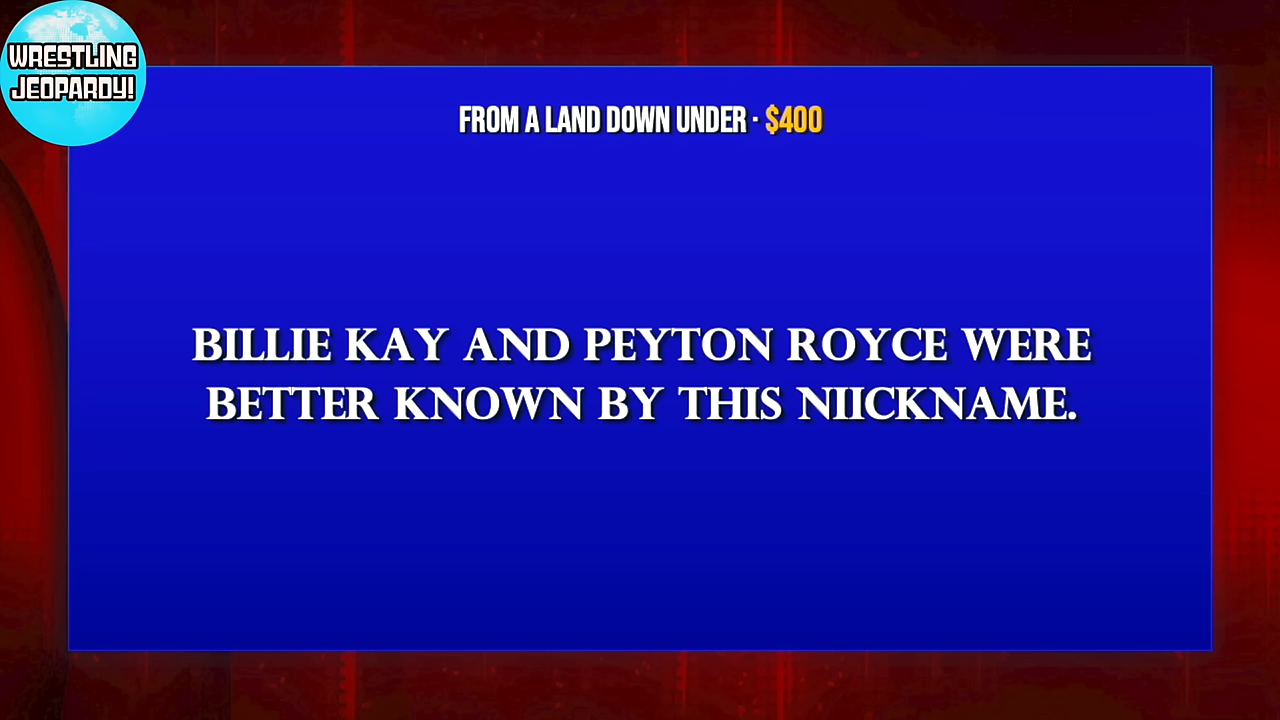 WRESTLING
JEOPARDY!
FROM A LAND DOWN UNDER · $400
BILLIE KAY AND PEYTON ROYCE WERE
BETTER KNOWN BY THIS NIICKNAME.